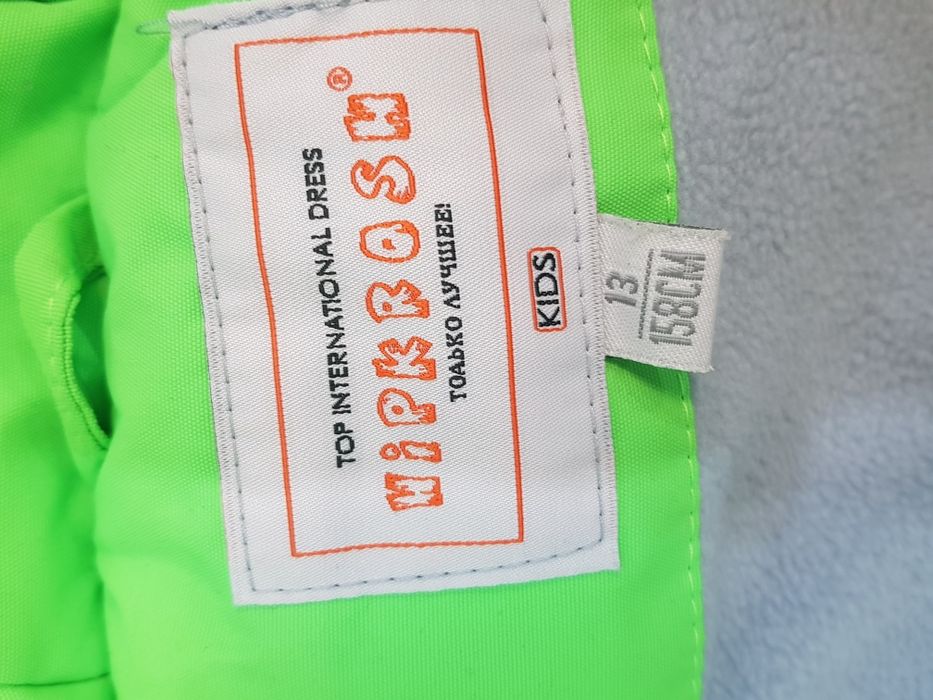 TOP INTERNATIONAL DRESS
HiPKROSH®
ТОЛЬКО ЛУЧШЕЕ!
KIDS
13
158CM